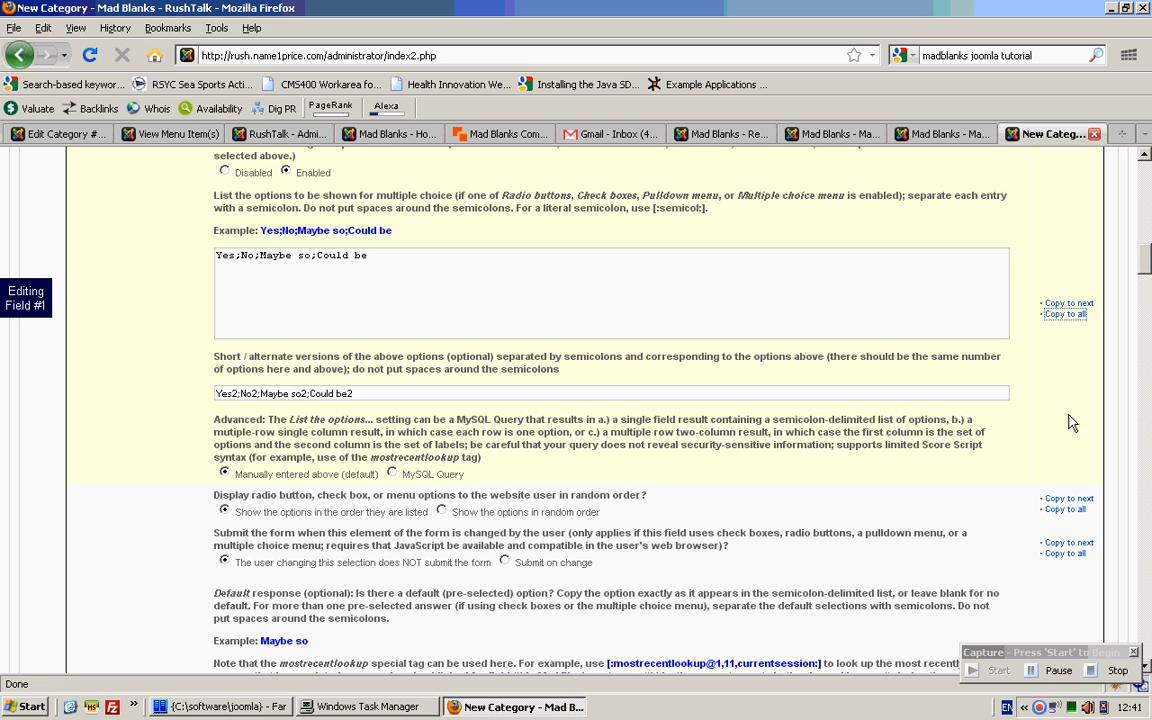 New Category - Mad Blanks - RushTalk - Mozilla Firefox
File Edit View History Bookmarks Tools Help
http://rush.name1price.com/administrator/index2.php
madblanks joomla tutorial
Search-based keywor... RSYC Sea Sports Acti... CMS400 Workarea fo... Health Innovation We... Installing the Java SD... Example Applications ...
Valuate Backlinks Whois Availability Dig PR PageRank Alexa
Edit Category #... View Menu Item(s) RushTalk - Admi... Mad Blanks - Ho... Mad Blanks Com... Gmail - Inbox (4... Mad Blanks - Re... Mad Blanks - Ma... Mad Blanks - Ma... New Categ...
selected above.)
Disabled Enabled
List the options to be shown for multiple choice (if one of Radio buttons, Check boxes, Pulldown menu, or Multiple choice menu is enabled); separate each entry
with a semicolon. Do not put spaces around the semicolons. For a literal semicolon, use [:semicol:].
Example: Yes;No;Maybe so;Could be
Yes;No;Maybe so;Could be
Editing
Field #1
Copy to next
Copy to all
Short / alternate versions of the above options (optional) separated by semicolons and corresponding to the options above (there should be the same number
of options here and above); do not put spaces around the semicolons
Yes2;No2;Maybe so2;Could be2
Advanced: The List the options... setting can be a MySQL Query that results in a.) a single field result containing a semicolon-delimited list of options, b.) a
mutiple-row single column result, in which case each row is one option, or c.) a multiple row two-column result, in which case the first column is the set of
options and the second column is the set of labels; be careful that your query does not reveal security-sensitive information; supports limited Score Script
syntax (for example, use of the mostrecentlookup tag)
Manually entered above (default) MySQL Query
Display radio button, check box, or menu options to the website user in random order?
Copy to next
Show the options in the order they are listed Show the options in random order
Copy to all
Submit the form when this element of the form is changed by the user (only applies if this field uses check boxes, radio buttons, a pulldown menu, or a
multiple choice menu; requires that JavaScript be available and compatible in the user's web browser)?
Copy to next
Copy to all
The user changing this selection does NOT submit the form Submit on change
Default response (optional): Is there a default (pre-selected) option? Copy the option exactly as it appears in the semicolon-delimited list, or leave blank for no
default. For more than one pre-selected answer (if using check boxes or the multiple choice menu), separate the default selections with semicolons. Do not
put spaces around the semicolons.
Example: Maybe so
Note that the mostrecentlookup special tag can be used here. For example, use [:mostrecentlookup@1,11,currentsession:] to look up the most recent
Capture - Press 'Start' to Begin
Start Pause Stop
Done
Start {C:\software\joomla} - Far Windows Task Manager New Category - Mad B... EN 12:41